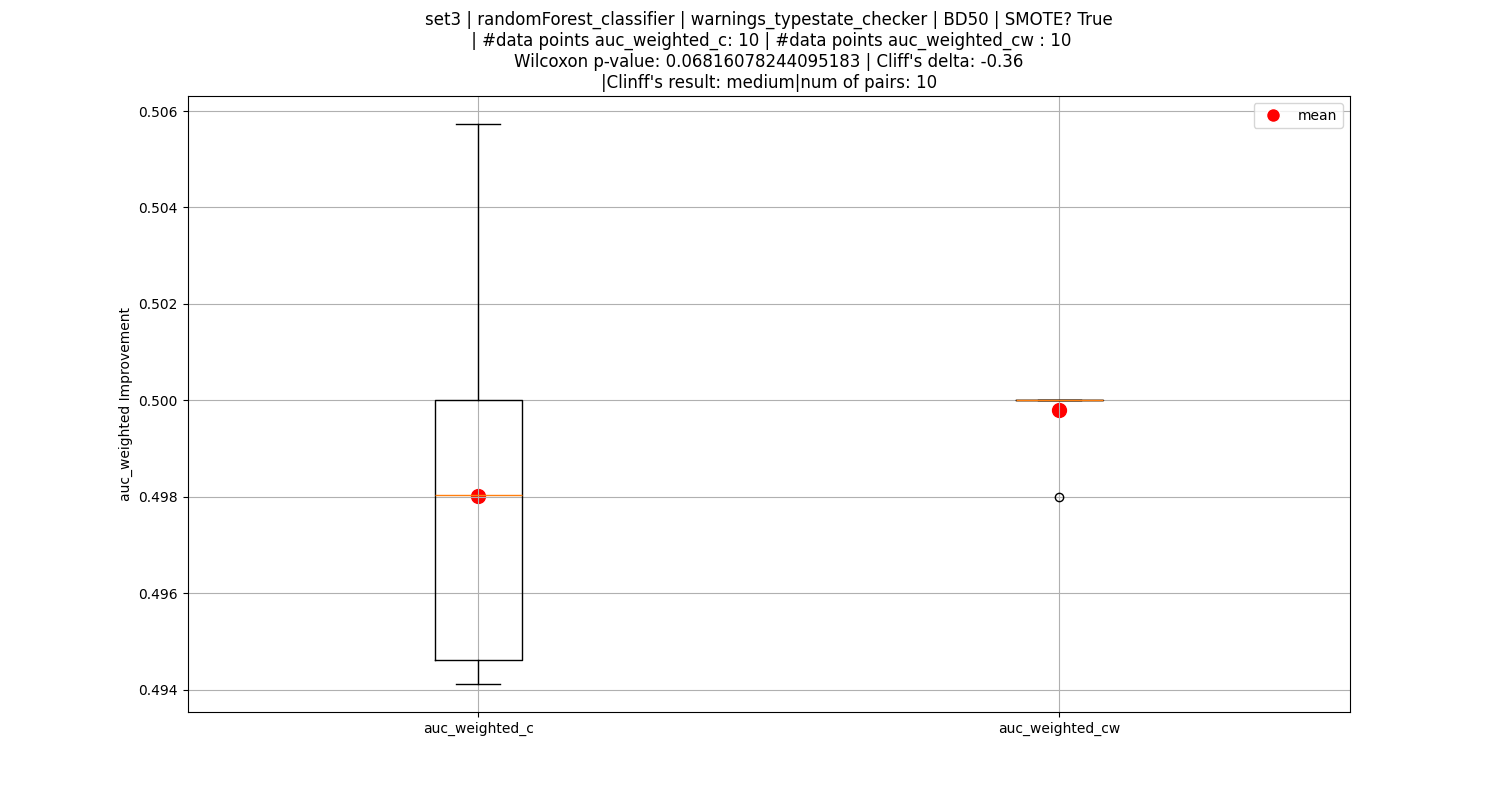 set3 | randomForest_classifier | warnings_typestate_checker | BD50 | SMOTE? True
| #data points auc_weighted_c: 10 | #data points auc_weighted_cw : 10
Wilcoxon p-value: 0.06816078244095183 | Cliff's delta: -0.36
|Clinff's result: medium|num of pairs: 10
mean
auc_weighted Improvement
0.506
0.504
0.502
0.500
0.498
0.496
0.494
auc_weighted_c
auc_weighted_cw